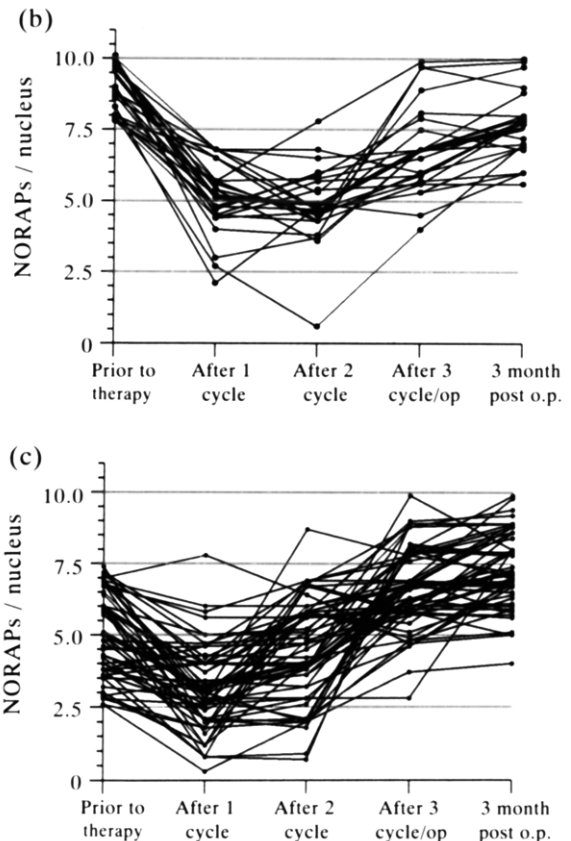 (b)
NORAPs / nucleus
10.0
7.5
5.0
2.5
0
Prior to therapy
After 1 cycle
After 2 cycle
After 3 cycle/op
3 month post o.p.
(c)
NORAPs / nucleus
10.0
7.5
5.0
2.5
0
Prior to therapy
After 1 cycle
After 2 cycle
After 3 cycle/op
3 month post o.p.